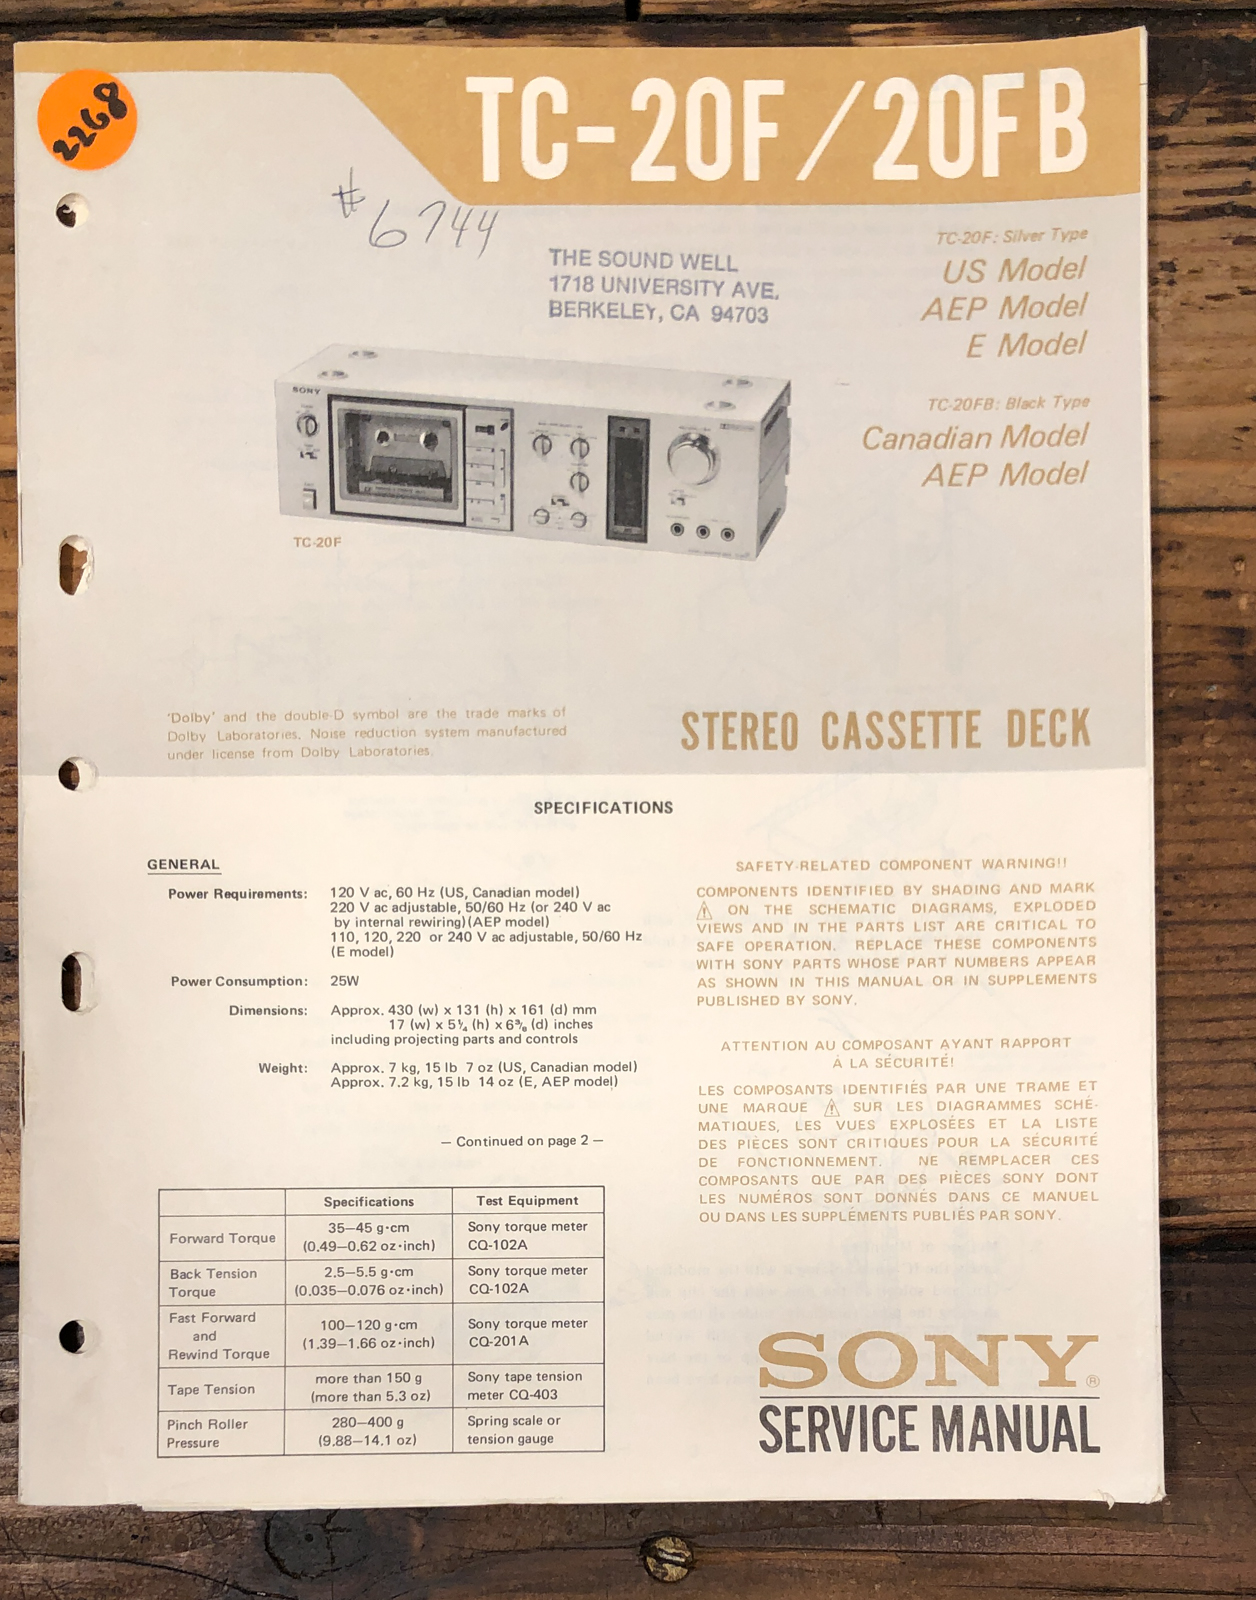 2268
TC-20F/20FB
#6744
THE SOUND WELL
1718 UNIVERSITY AVE.
BERKELEY, CA 94703
TC-20F: Silver Type
US Model
AEP Model
E Model
TC-20FB: Black Type
Canadian Model
AEP Model
SONY
TC-20F
'Dolby' and the double-D symbol are the trade marks of
Dolby Laboratories. Noise reduction system manufactured
under license from Dolby Laboratories.
STEREO CASSETTE DECK
SPECIFICATIONS
GENERAL
Power Requirements: 120 V ac, 60 Hz (US, Canadian model)
220 V ac adjustable, 50/60 Hz (or 240 V ac
by internal rewiring)(AEP model)
110, 120, 220 or 240 V ac adjustable, 50/60 Hz
(E model)
Power Consumption: 25W
Dimensions: Approx. 430 (w) x 131 (h) x 161 (d) mm
17 (w) x 5¼ (h) x 6⅜ (d) inches
including projecting parts and controls
Weight: Approx. 7 kg, 15 lb 7 oz (US, Canadian model)
Approx. 7.2 kg, 15 lb 14 oz (E, AEP model)
— Continued on page 2 —
Specifications Test Equipment
Forward Torque 35—45 g·cm (0.49—0.62 oz·inch) Sony torque meter CQ-102A
Back Tension Torque 2.5—5.5 g·cm (0.035—0.076 oz·inch) Sony torque meter CQ-102A
Fast Forward and Rewind Torque 100—120 g·cm (1.39—1.66 oz·inch) Sony torque meter CQ-201A
Tape Tension more than 150 g (more than 5.3 oz) Sony tape tension meter CQ-403
Pinch Roller Pressure 280—400 g (9.88—14.1 oz) Spring scale or tension gauge
SAFETY-RELATED COMPONENT WARNING!!
COMPONENTS IDENTIFIED BY SHADING AND MARK
⚠ ON THE SCHEMATIC DIAGRAMS, EXPLODED
VIEWS AND IN THE PARTS LIST ARE CRITICAL TO
SAFE OPERATION. REPLACE THESE COMPONENTS
WITH SONY PARTS WHOSE PART NUMBERS APPEAR
AS SHOWN IN THIS MANUAL OR IN SUPPLEMENTS
PUBLISHED BY SONY.
ATTENTION AU COMPOSANT AYANT RAPPORT
À LA SÉCURITÉ!
LES COMPOSANTS IDENTIFIÉS PAR UNE TRAME ET
UNE MARQUE ⚠ SUR LES DIAGRAMMES SCHÉ-
MATIQUES, LES VUES EXPLOSÉES ET LA LISTE
DES PIÈCES SONT CRITIQUES POUR LA SÉCURITÉ
DE FONCTIONNEMENT. NE REMPLACER CES
COMPOSANTS QUE PAR DES PIÈCES SONY DONT
LES NUMÉROS SONT DONNÉS DANS CE MANUEL
OU DANS LES SUPPLÉMENTS PUBLIÉS PAR SONY.
SONY®
SERVICE MANUAL